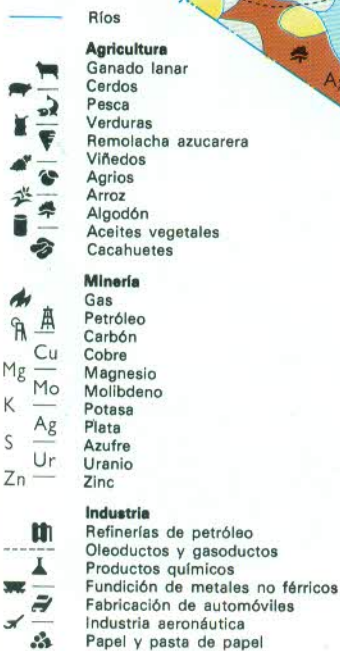 Ríos
A
Agricultura
Ganado lanar
Cerdos
Pesca
Verduras
Remolacha azucarera
Viñedos
Agrios
Arroz
Algodón
Aceites vegetales
Cacahuetes
Minería
Gas
Petróleo
Carbón
Cu Cobre
Mg Magnesio
Mo Molibdeno
K Potasa
Ag Plata
S Azufre
Ur Uranio
Zn Zinc
Industria
Refinerías de petróleo
Oleoductos y gasoductos
Productos químicos
Fundición de metales no férricos
Fabricación de automóviles
Industria aeronáutica
Papel y pasta de papel